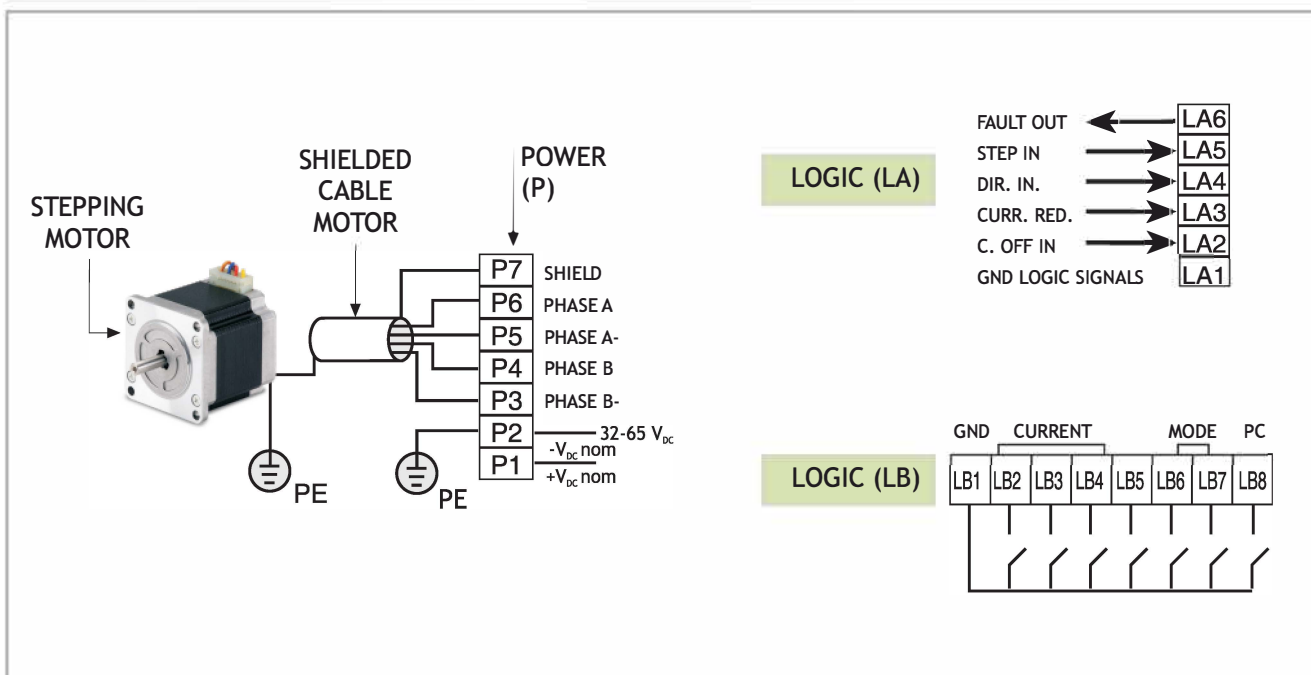 STEPPING
MOTOR
SHIELDED
CABLE
MOTOR
POWER
(P)
P7 SHIELD
P6 PHASE A
P5 PHASE A-
P4 PHASE B
P3 PHASE B-
P2 32-65 VDC
-VDC nom
P1 +VDC nom
PE
PE
LOGIC (LA)
FAULT OUT LA6
STEP IN LA5
DIR. IN. LA4
CURR. RED. LA3
C. OFF IN LA2
GND LOGIC SIGNALS LA1
LOGIC (LB)
GND CURRENT MODE PC
LB1 LB2 LB3 LB4 LB5 LB6 LB7 LB8